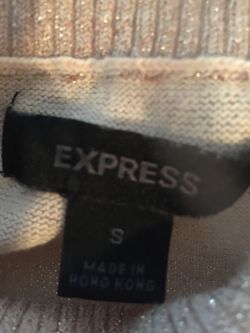 EXPRESS
S
MADE IN
HONG KONG